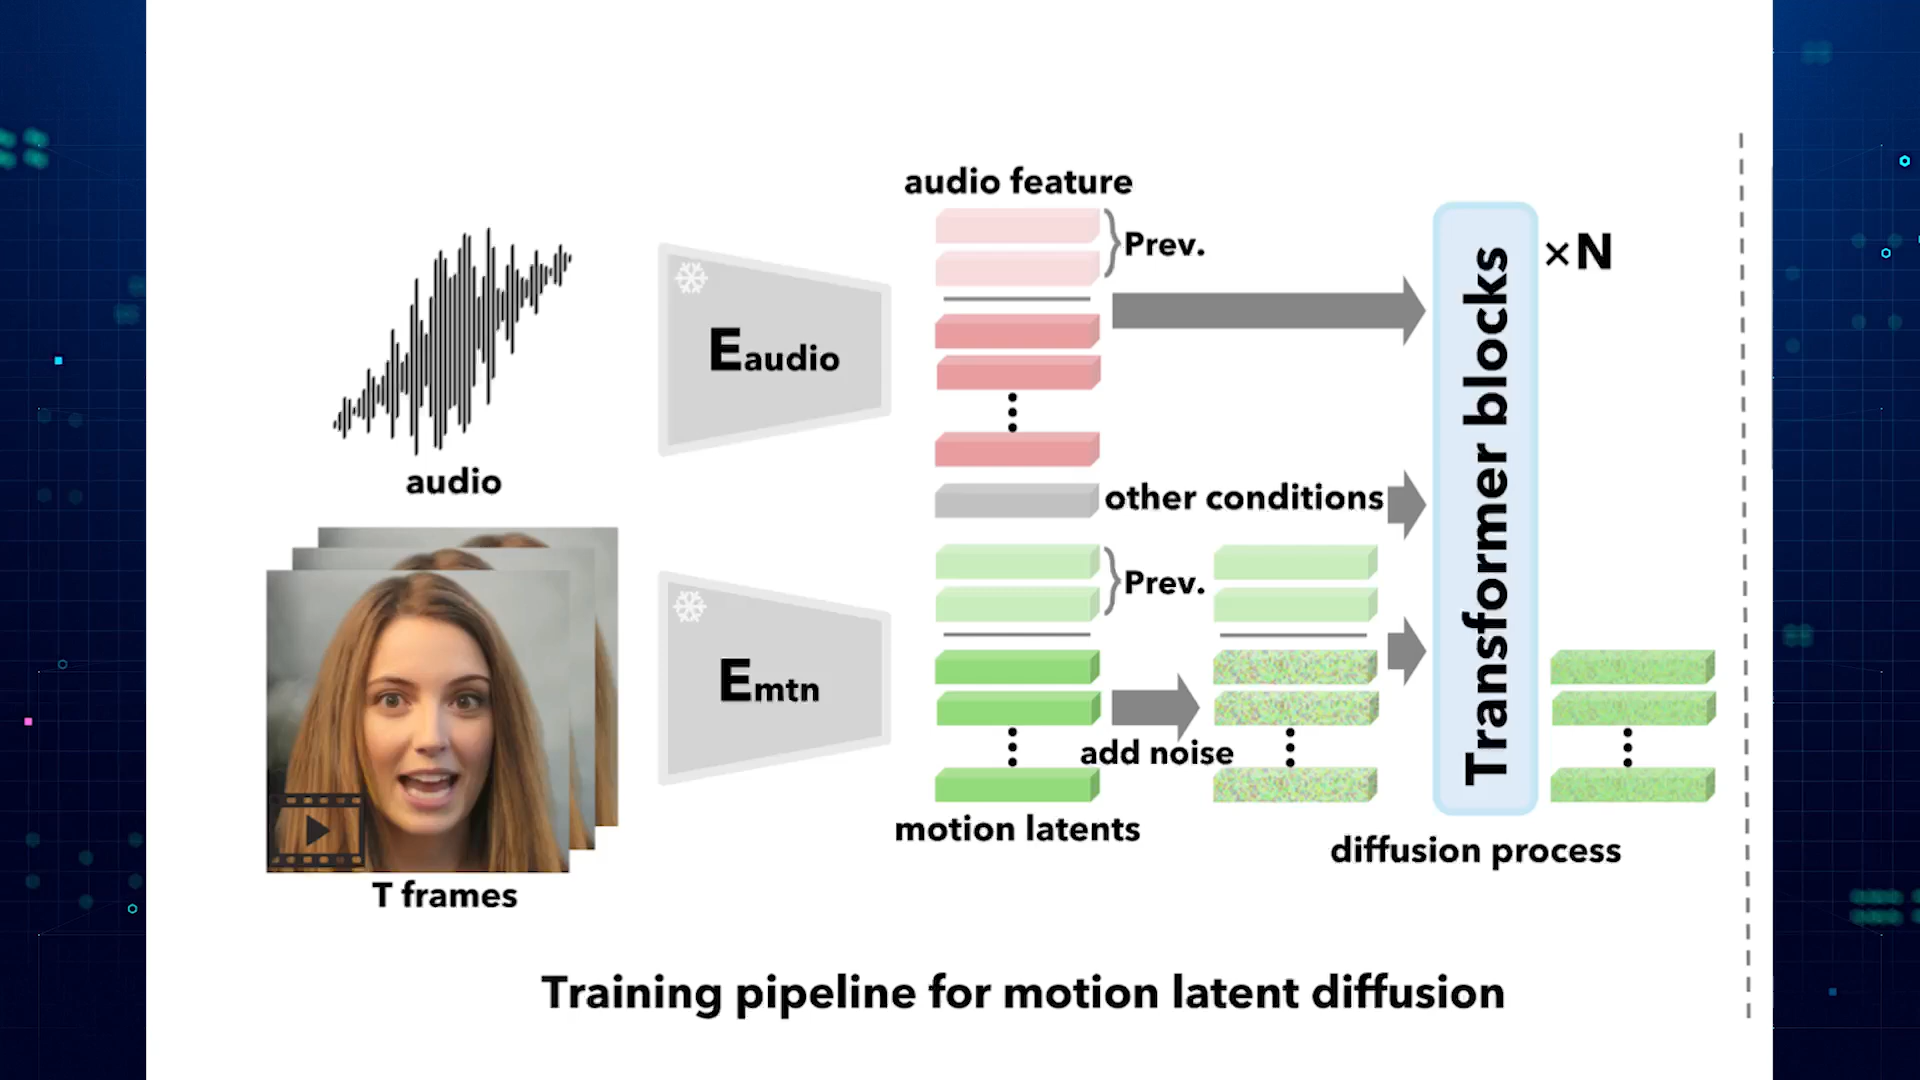 audio feature
Prev.
×N
Eaudio
audio
other conditions
Transformer blocks
Prev.
Emtn
add noise
motion latents
diffusion process
T frames
Training pipeline for motion latent diffusion